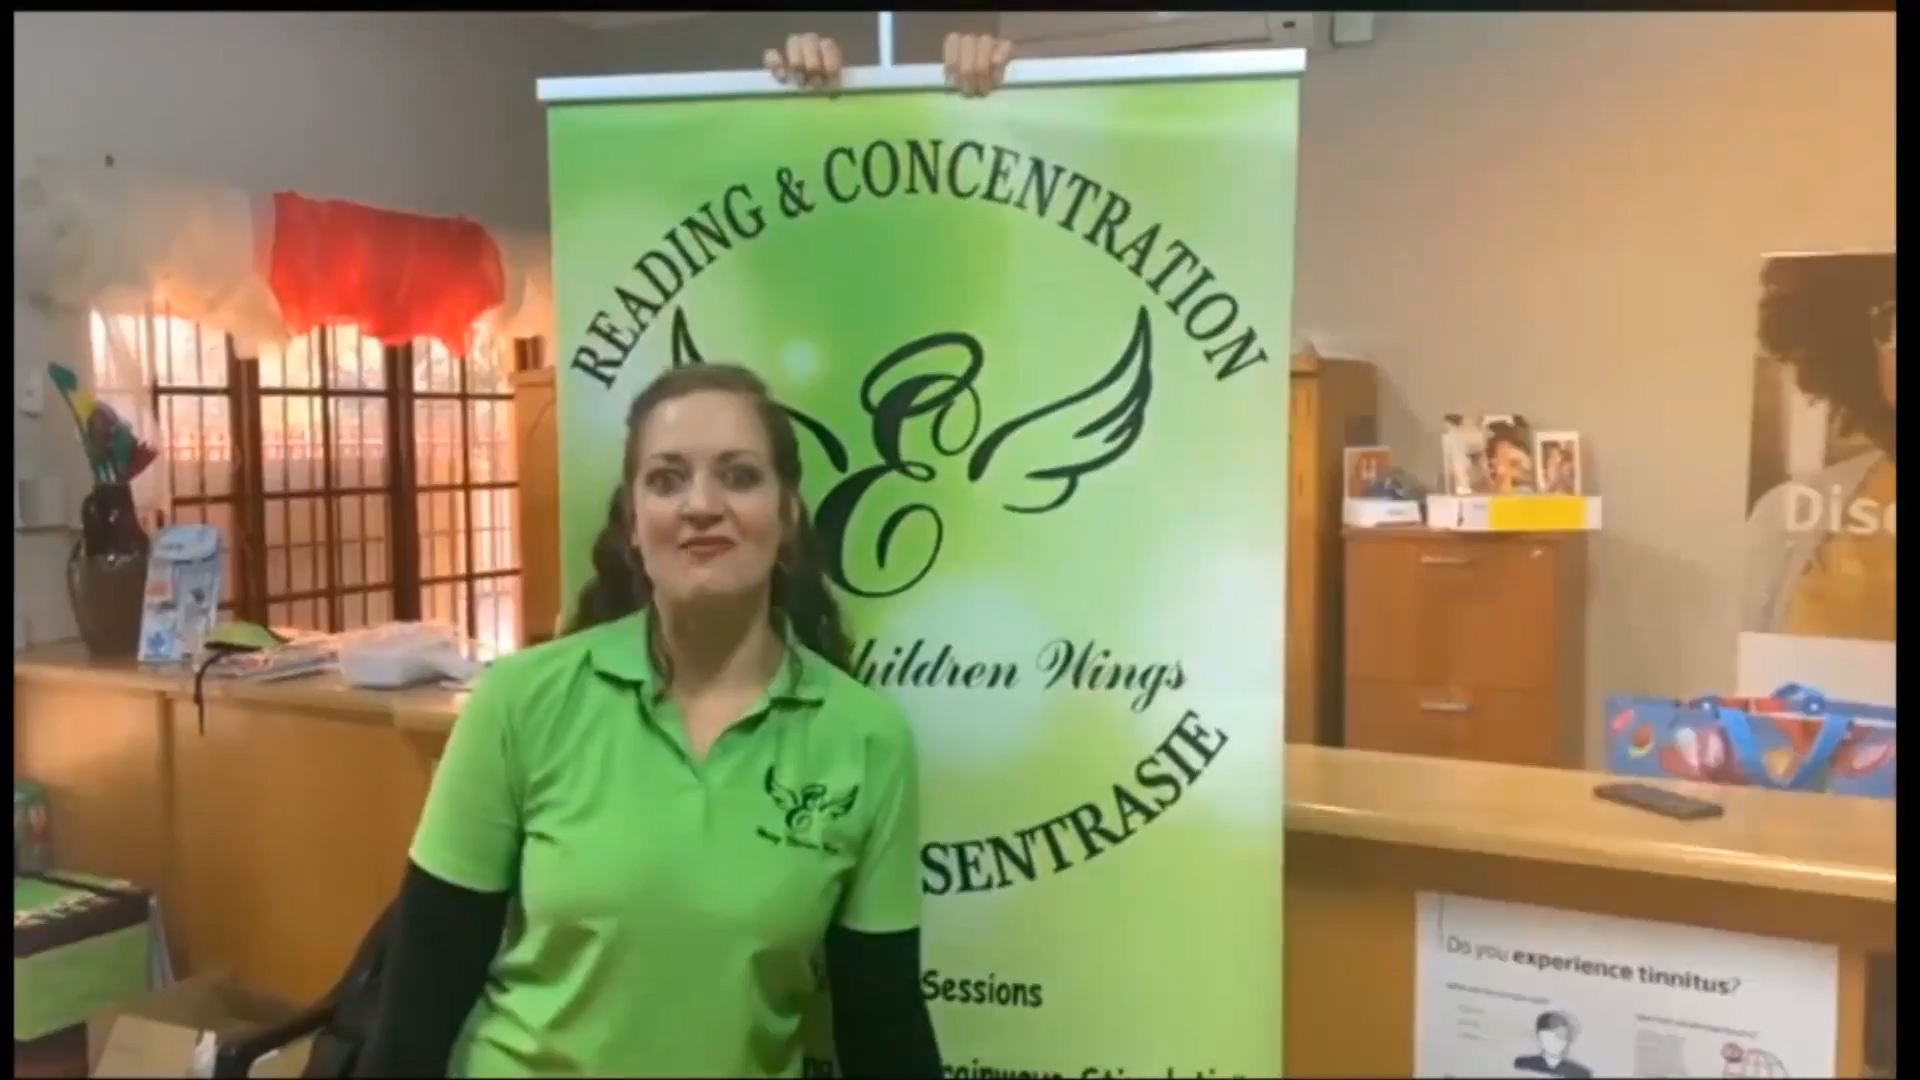 READING & CONCENTRATION
E
hildren Wings
SENTRASIE
Sessions
Disc
Do you experience tinnitus?